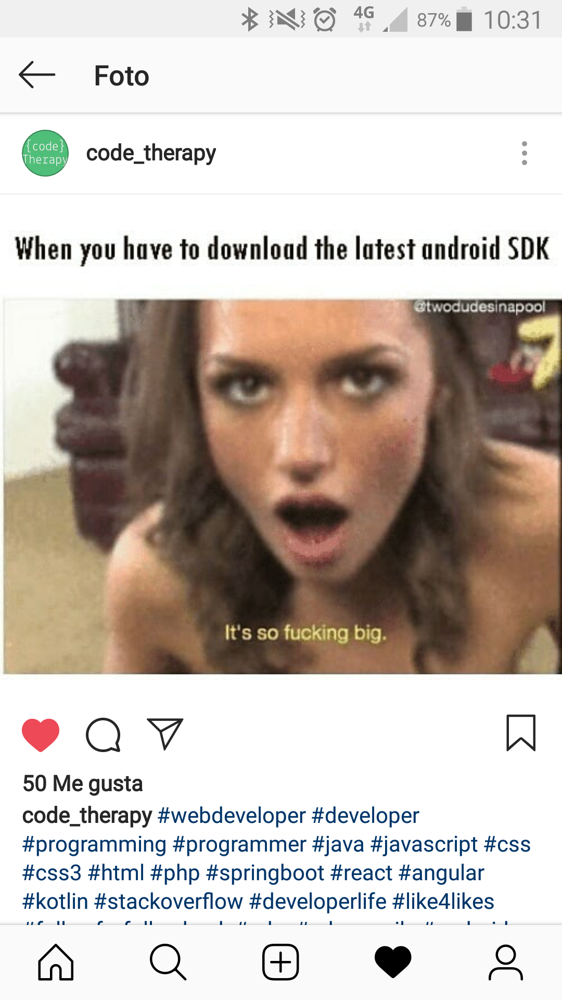 4G
87%
10:31
Foto
{code}
Therapy
code_therapy
When you have to download the latest android SDK
@twodudesinapool
It's so fucking big.
50 Me gusta
code_therapy #webdeveloper #developer
#programming #programmer #java #javascript #css
#css3 #html #php #springboot #react #angular
#kotlin #stackoverflow #developerlife #like4likes